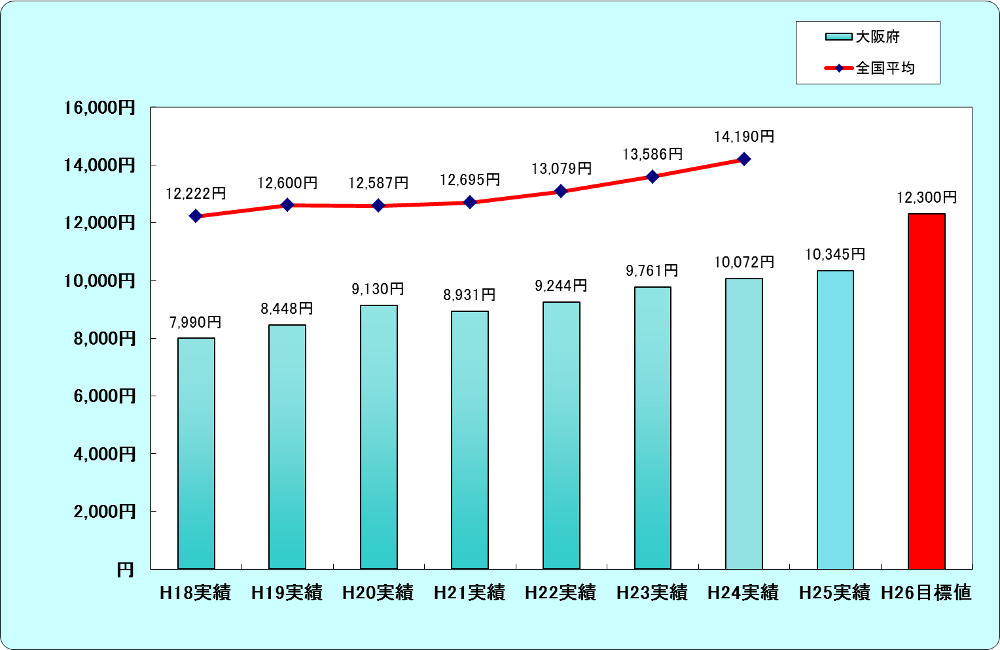 大阪府
全国平均
16,000円
14,000円
12,000円
10,000円
8,000円
6,000円
4,000円
2,000円
円
12,222円
12,600円
12,587円
12,695円
13,079円
13,586円
14,190円
7,990円
8,448円
9,130円
8,931円
9,244円
9,761円
10,072円
10,345円
12,300円
H18実績 H19実績 H20実績 H21実績 H22実績 H23実績 H24実績 H25実績 H26目標値